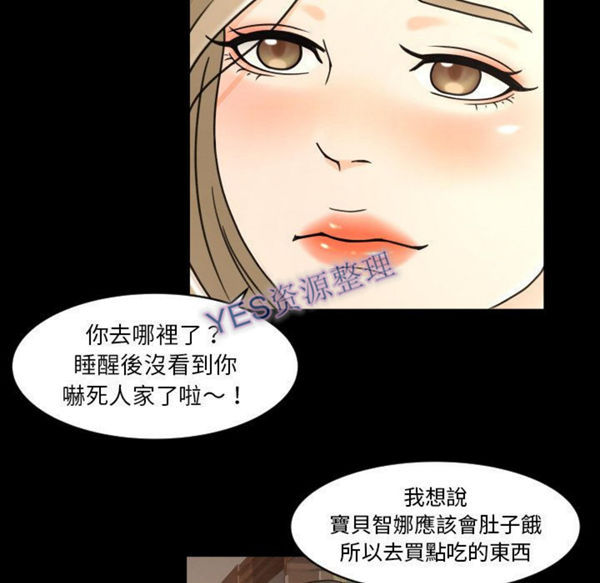 YES资源整理
你去哪裡了？
睡醒後沒看到你
嚇死人家了啦～！
我想說
寶貝智娜應該會肚子餓
所以去買點吃的東西